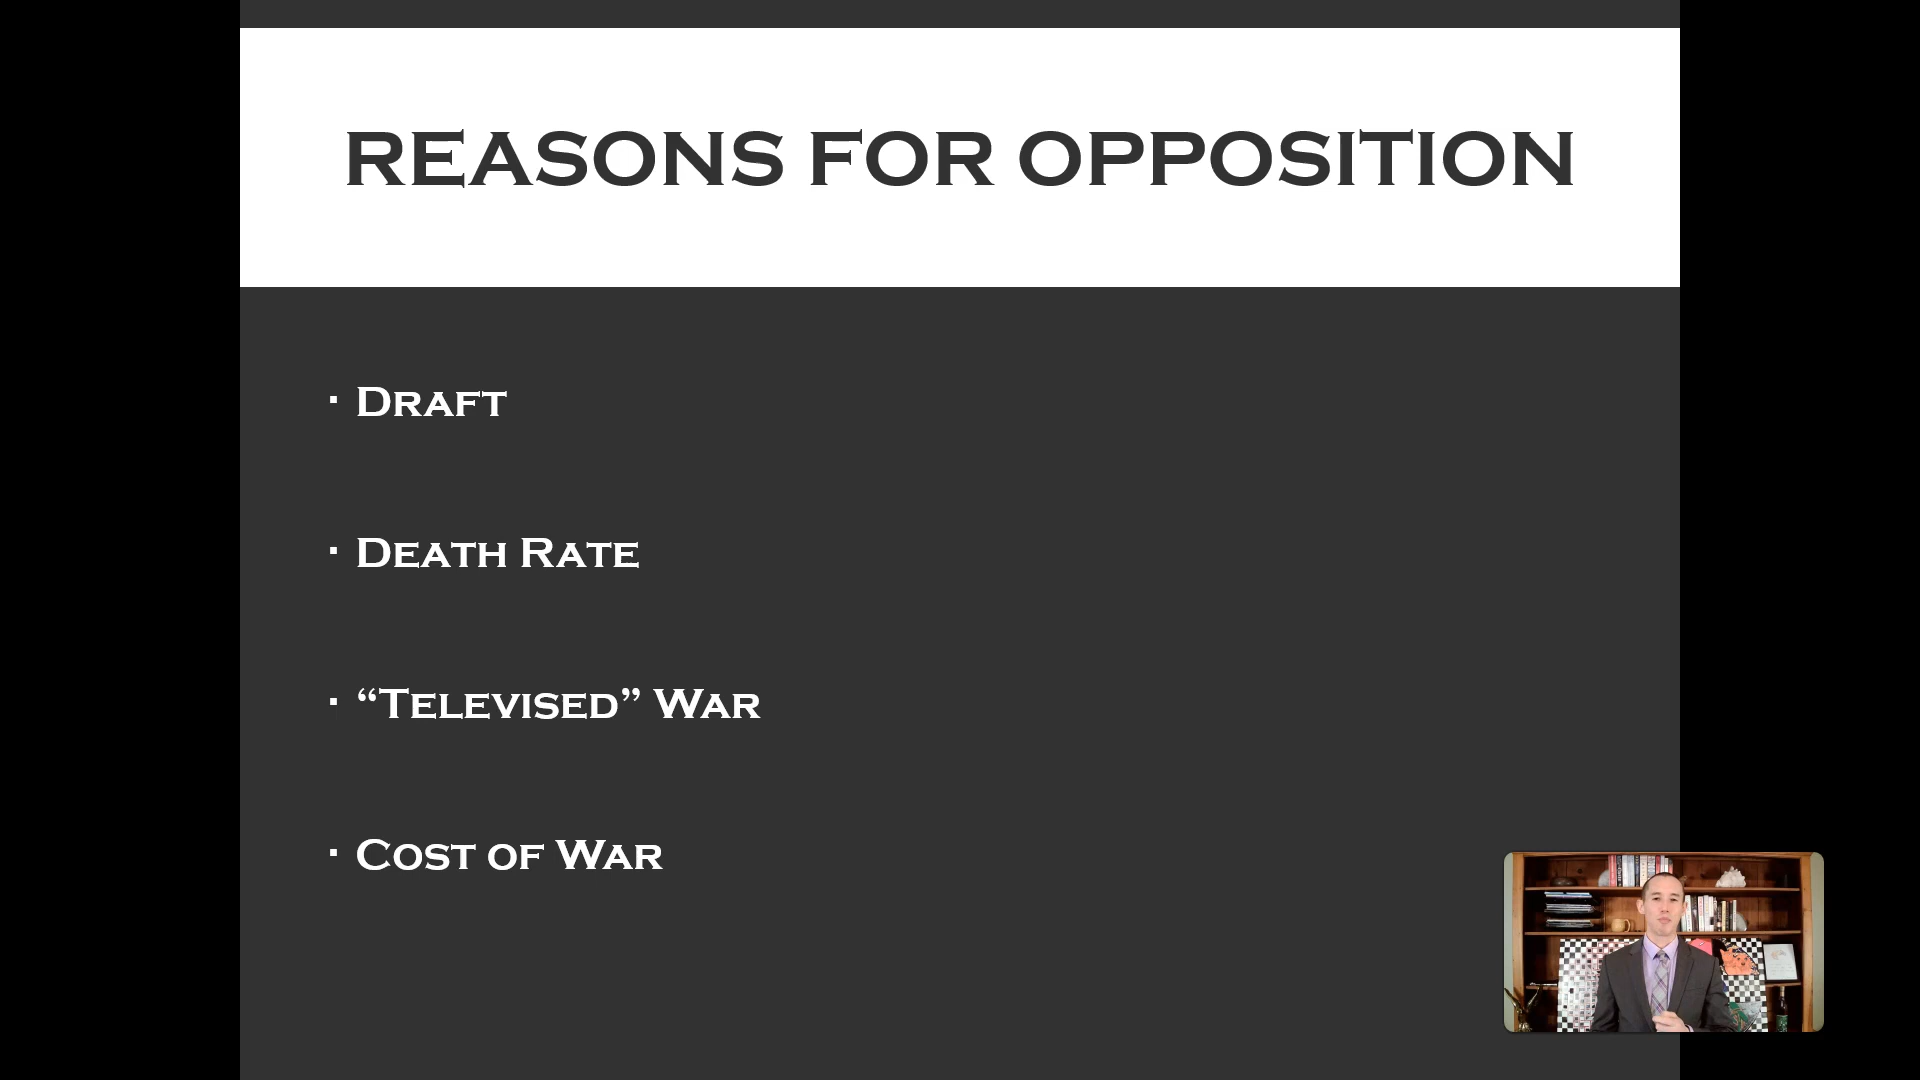 REASONS FOR OPPOSITION
▪ Draft
▪ Death Rate
▪ “Televised” War
▪ Cost of War